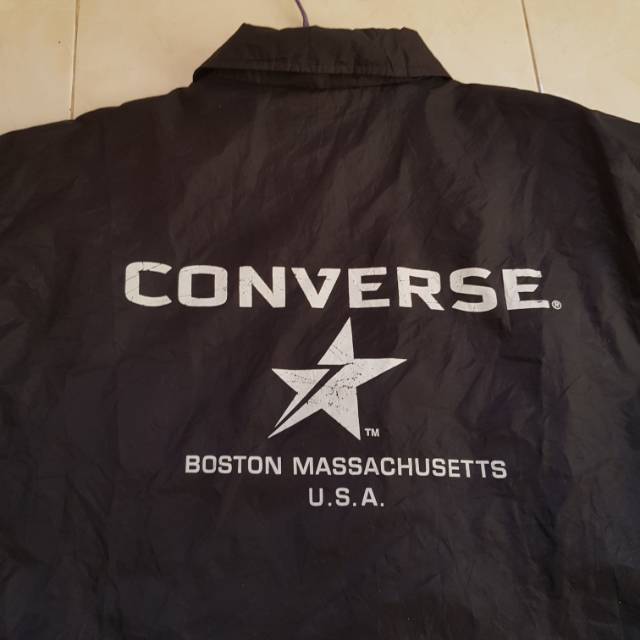 CONVERSE®
™
BOSTON MASSACHUSETTS
U.S.A.